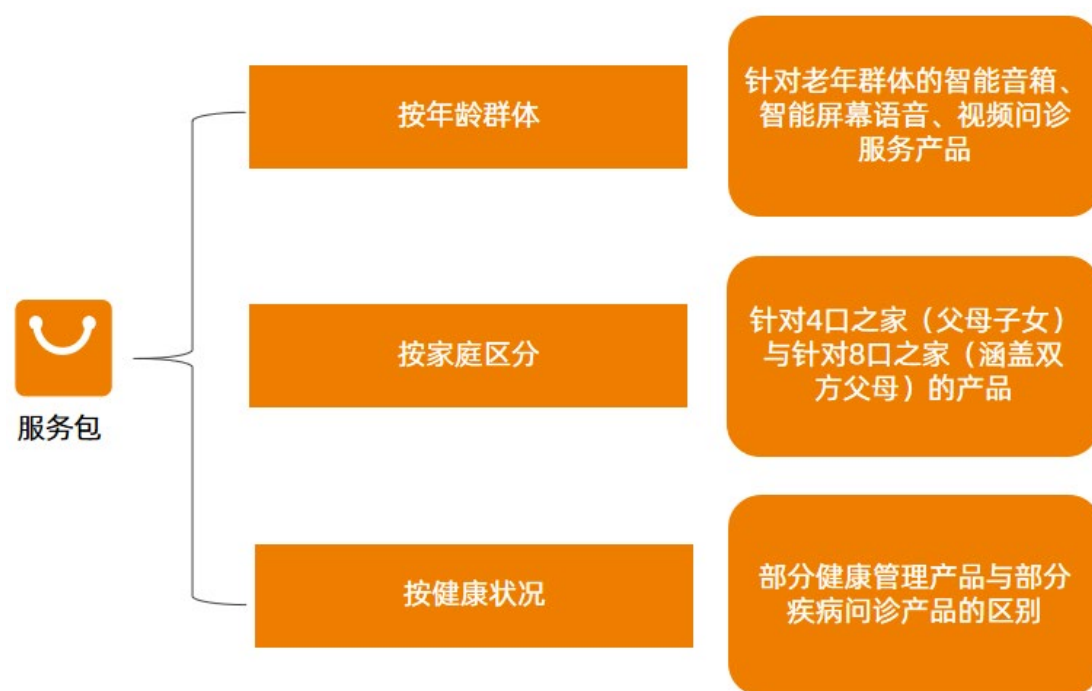 服务包
按年龄群体
针对老年群体的智能音箱、
智能屏幕语音、视频问诊
服务产品
按家庭区分
针对4口之家（父母子女）
与针对8口之家（涵盖双
方父母）的产品
按健康状况
部分健康管理产品与部分
疾病问诊产品的区别